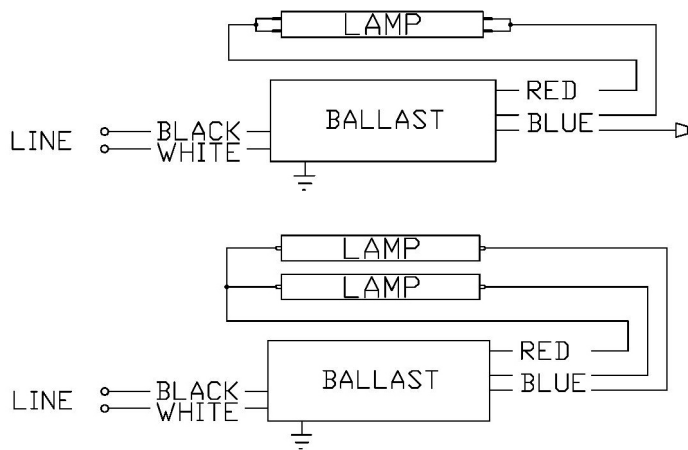 LAMP
RED
BALLAST
BLUE
LINE
BLACK
WHITE
LAMP
LAMP
RED
BALLAST
BLUE
LINE
BLACK
WHITE